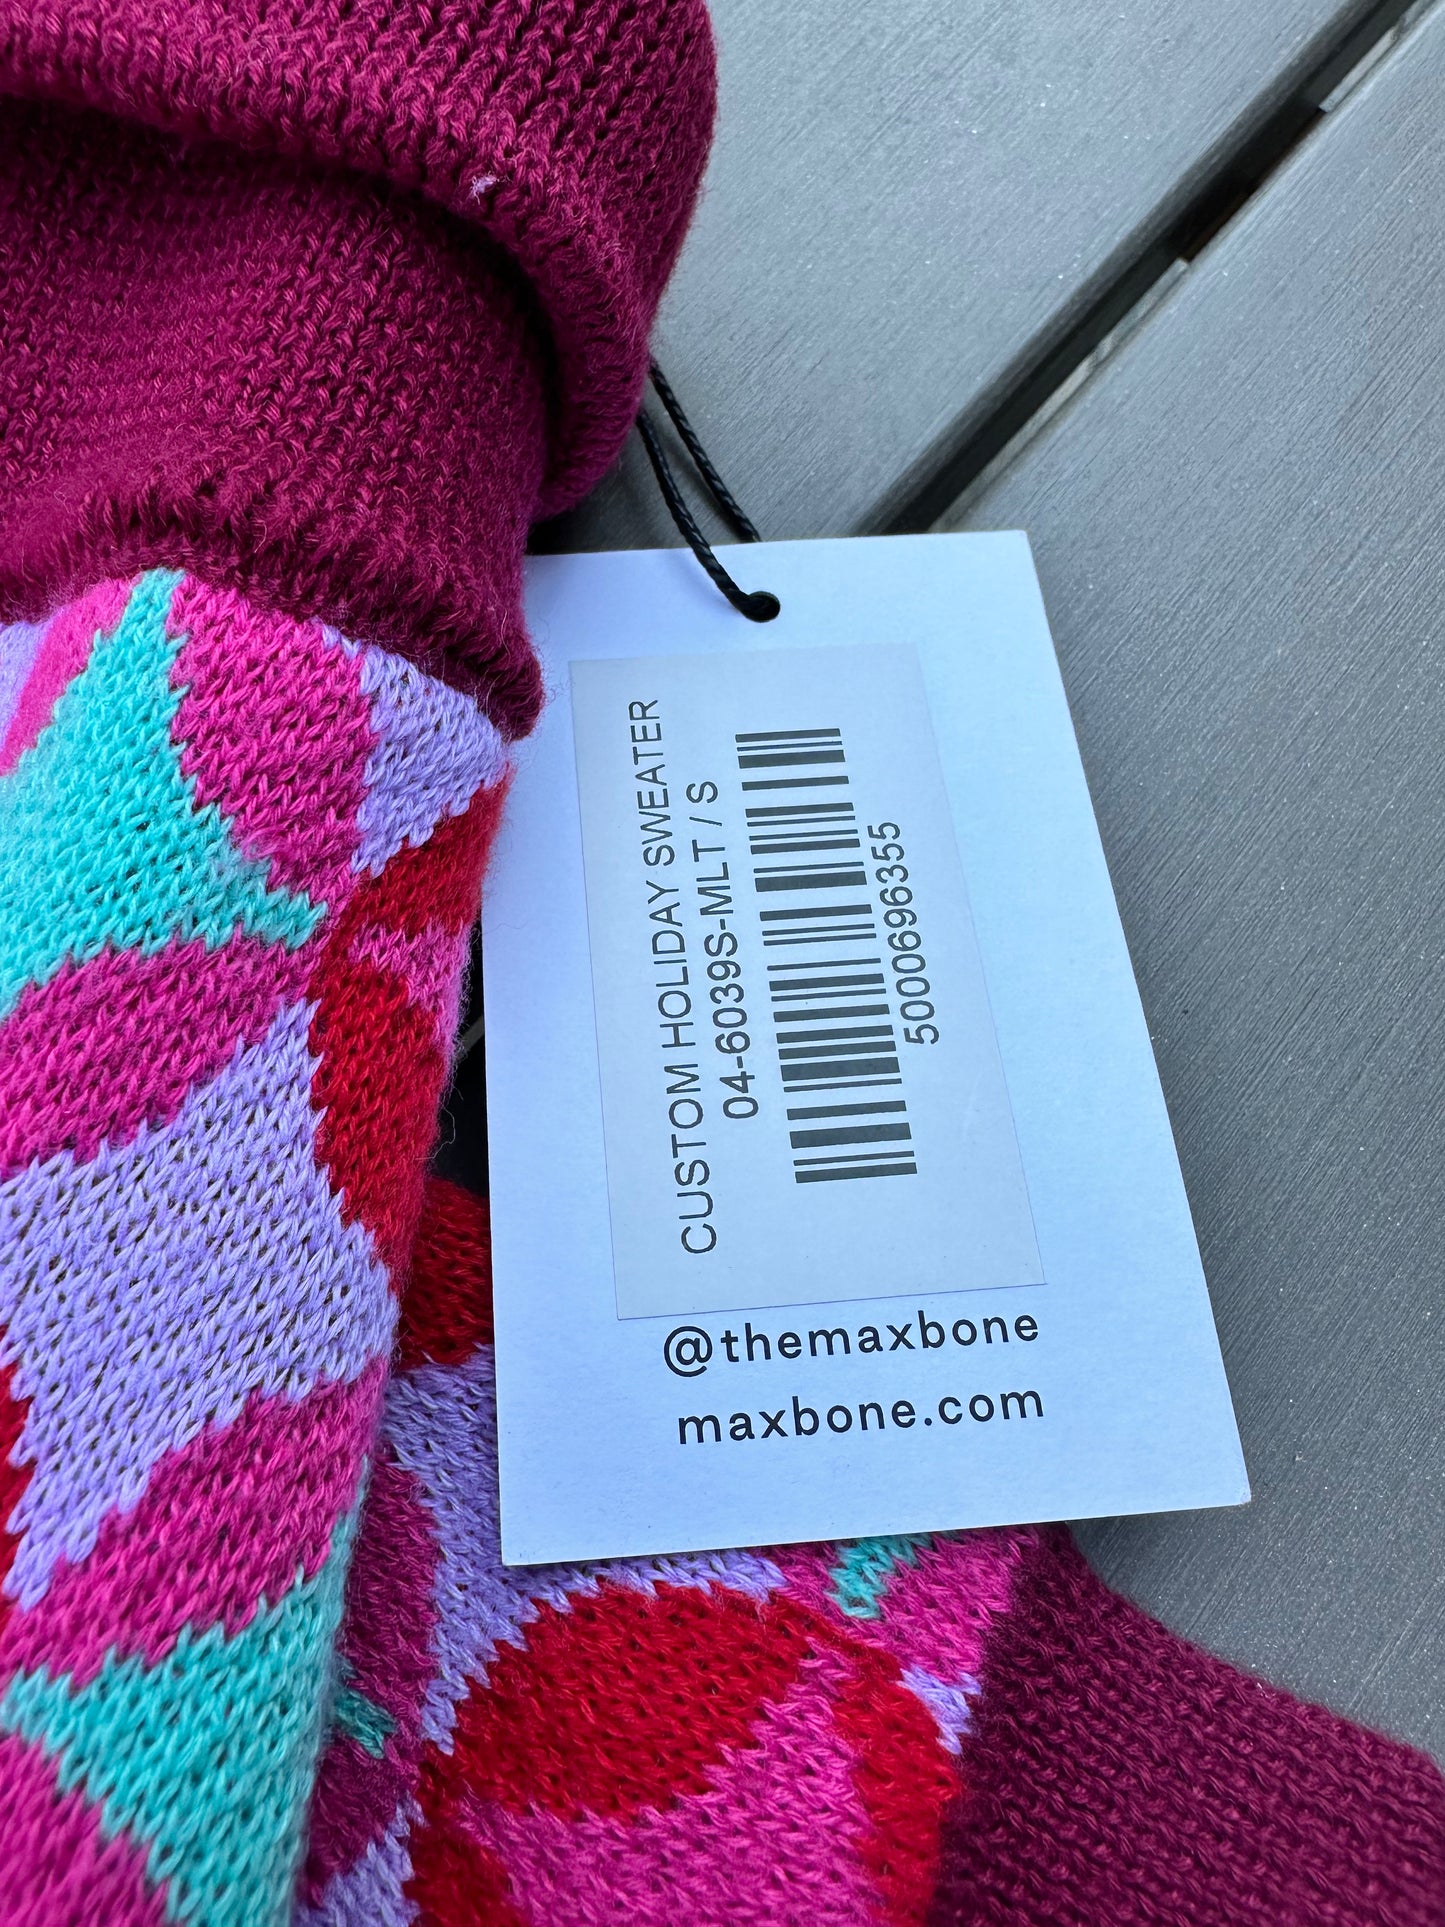 CUSTOM HOLIDAY SWEATER
04-6039S-MLT / S
5000696355
@themaxbone
maxbone.com